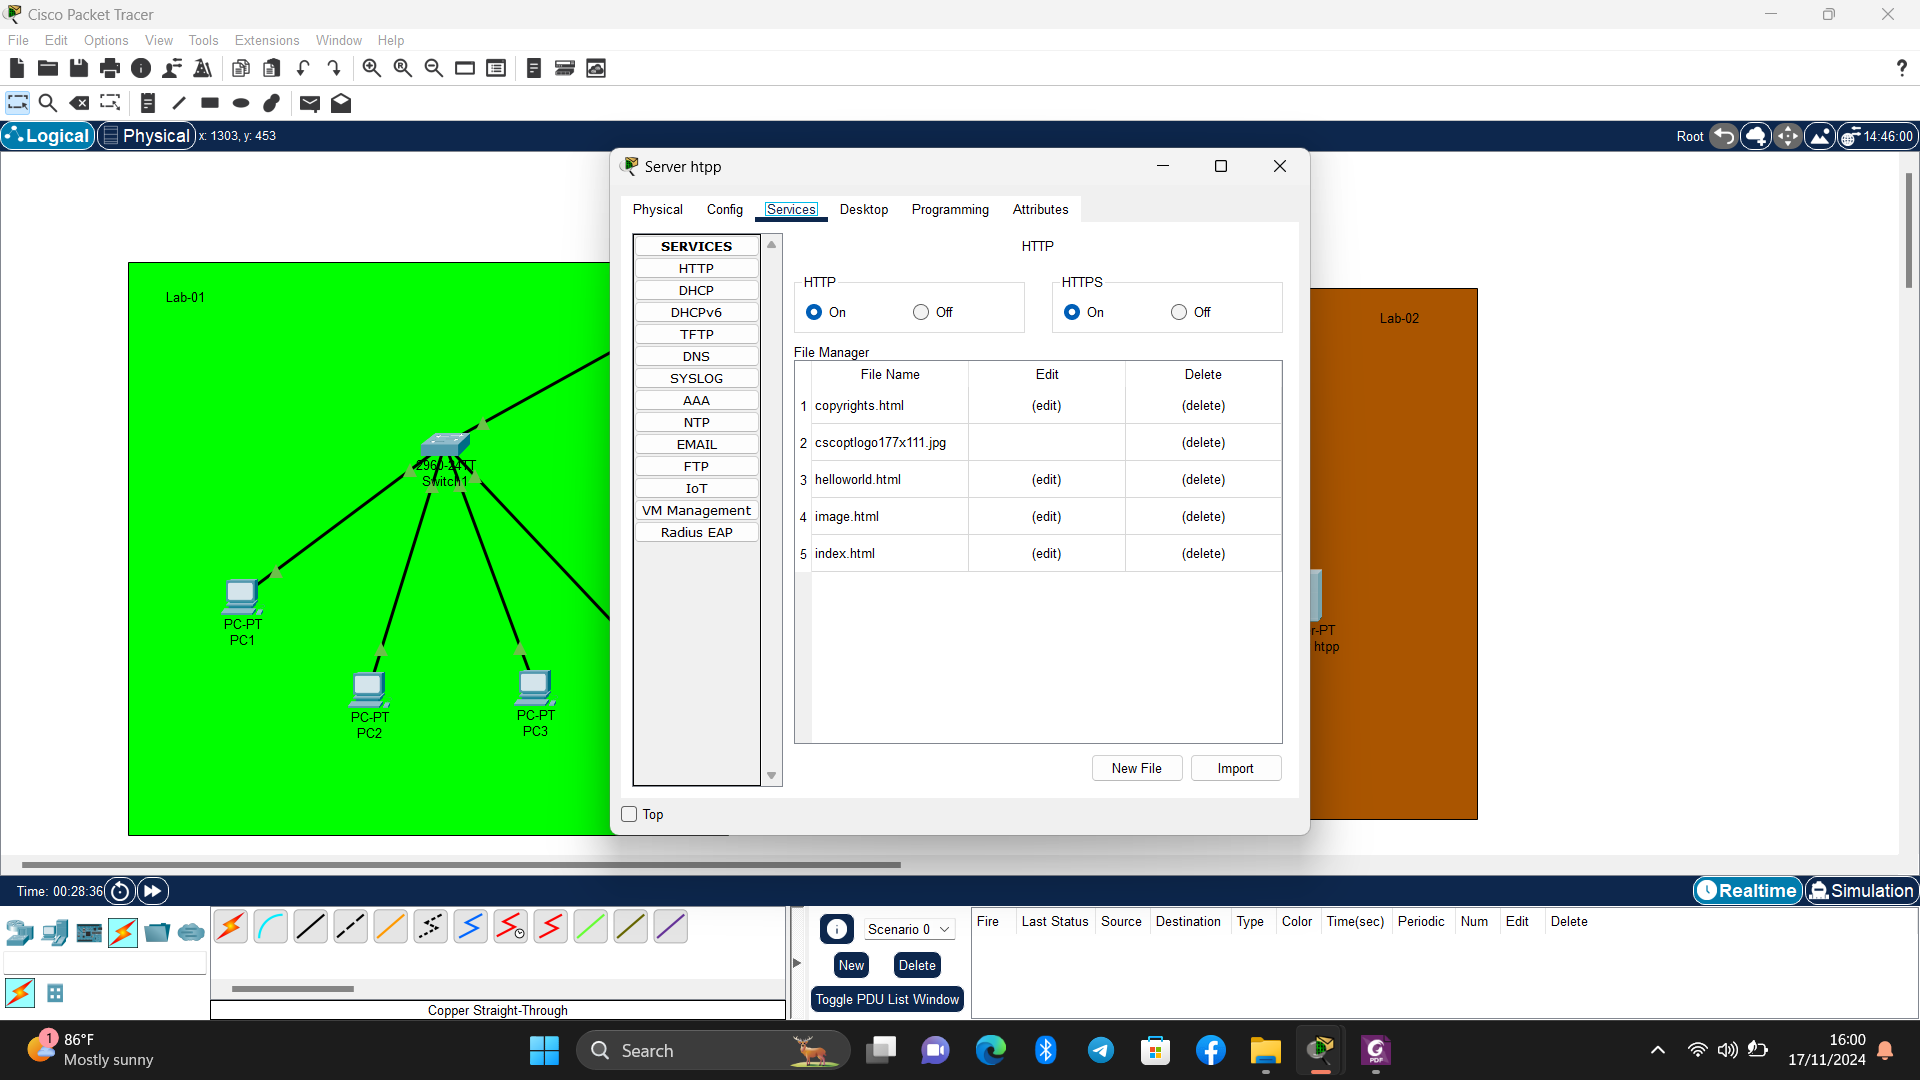 Cisco Packet Tracer
File Edit Options View Tools Extensions Window Help
?
Logical Physical x: 1303, y: 453 Root 14:46:00
Server htpp
Physical Config Services Desktop Programming Attributes
SERVICES
HTTP
DHCP
DHCPv6
TFTP
DNS
SYSLOG
AAA
NTP
EMAIL
FTP
IoT
VM Management
Radius EAP
HTTP
HTTP HTTPS
On Off On Off
File Manager
File Name Edit Delete
1 copyrights.html (edit) (delete)
2 cscoptlogo177x111.jpg (delete)
3 helloworld.html (edit) (delete)
4 image.html (edit) (delete)
5 index.html (edit) (delete)
New File Import
Top
Lab-01
2960-24TT
Switch1
PC-PT
PC1
PC-PT
PC2
PC-PT
PC3
Lab-02
r-PT
htpp
Time: 00:28:36 Realtime Simulation
Copper Straight-Through
Scenario 0
New Delete
Toggle PDU List Window
Fire Last Status Source Destination Type Color Time(sec) Periodic Num Edit Delete
1
86°F
Mostly sunny
Search
PDF
16:00
17/11/2024